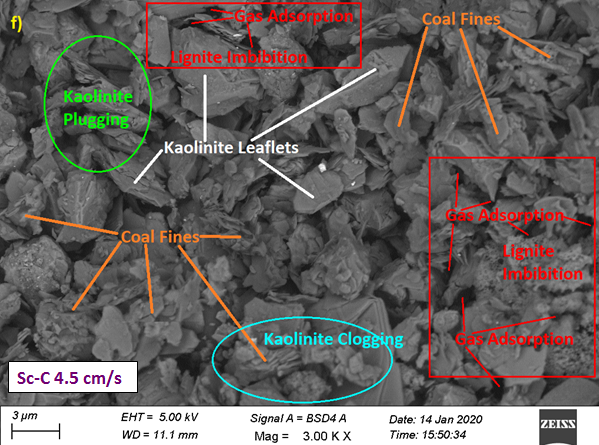 f)
Gas Adsorption
Lignite Imbibition
Coal Fines
Kaolinite
Plugging
Kaolinite Leaflets
Gas Adsorption
Lignite
Imbibition
Coal Fines
Kaolinite Clogging
Gas Adsorption
Sc-C 4.5 cm/s
3 µm
EHT = 5.00 kV
Signal A = BSD4 A
Date: 14 Jan 2020
WD = 11.1 mm
Mag = 3.00 K X
Time: 15:50:34
ZEISS